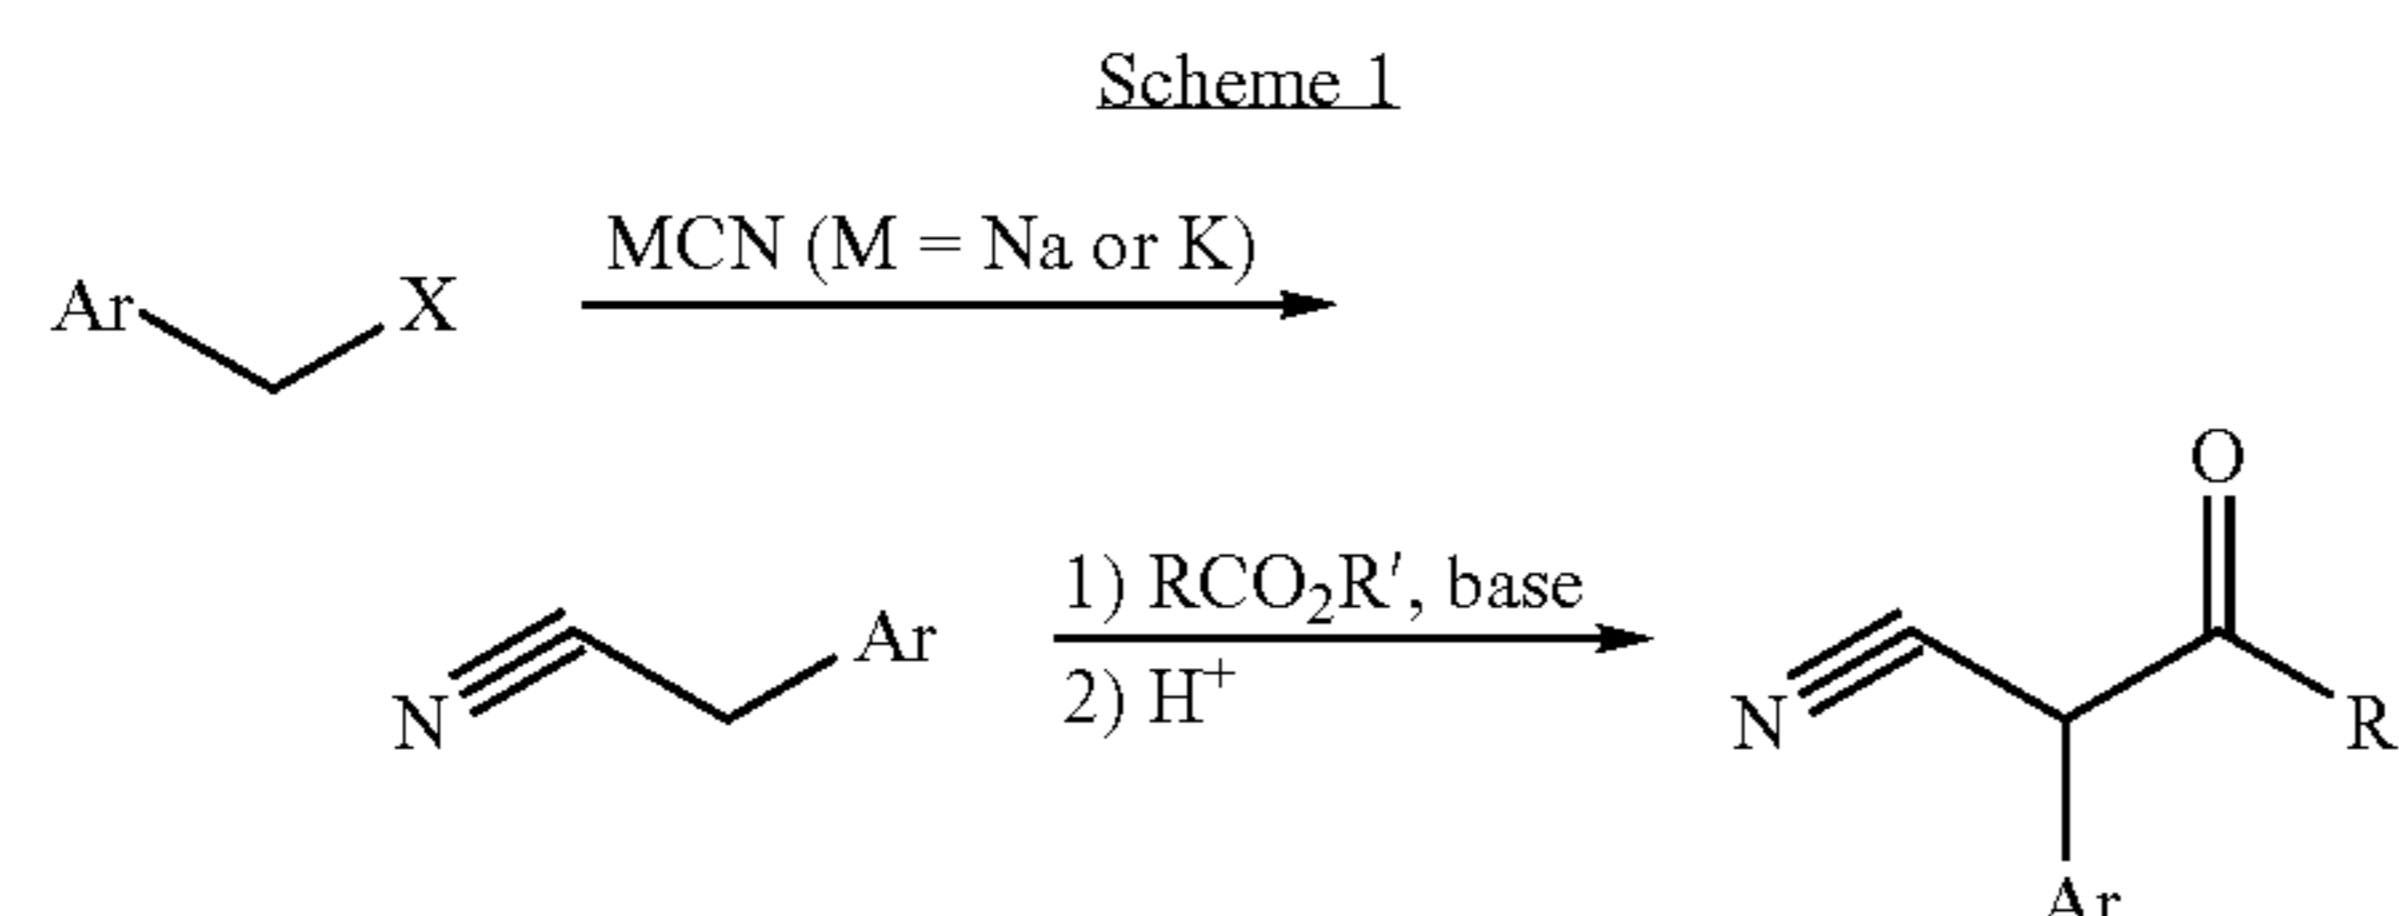 Scheme 1
MCN (M = Na or K)
Ar X
O
1) RCO₂R′, base
Ar
2) H⁺
N N R
Ar